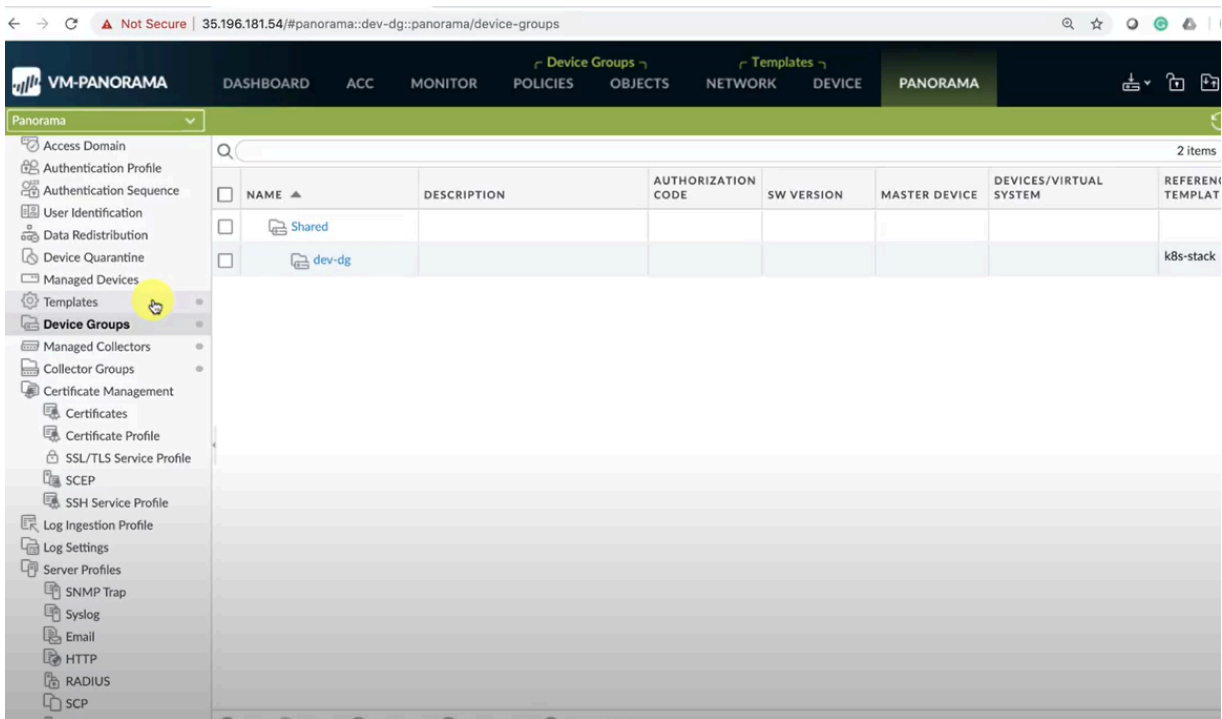 Not Secure | 35.196.181.54/#panorama::dev-dg::panorama/device-groups
Device Groups Templates
VM-PANORAMA DASHBOARD ACC MONITOR POLICIES OBJECTS NETWORK DEVICE PANORAMA
Panorama
Access Domain
2 items
Authentication Profile
Authentication Sequence
NAME DESCRIPTION AUTHORIZATION CODE SW VERSION MASTER DEVICE DEVICES/VIRTUAL SYSTEM REFERENC TEMPLAT
User Identification
Shared
Data Redistribution
Device Quarantine
dev-dg k8s-stack
Managed Devices
Templates
Device Groups
Managed Collectors
Collector Groups
Certificate Management
Certificates
Certificate Profile
SSL/TLS Service Profile
SCEP
SSH Service Profile
Log Ingestion Profile
Log Settings
Server Profiles
SNMP Trap
Syslog
Email
HTTP
RADIUS
SCP